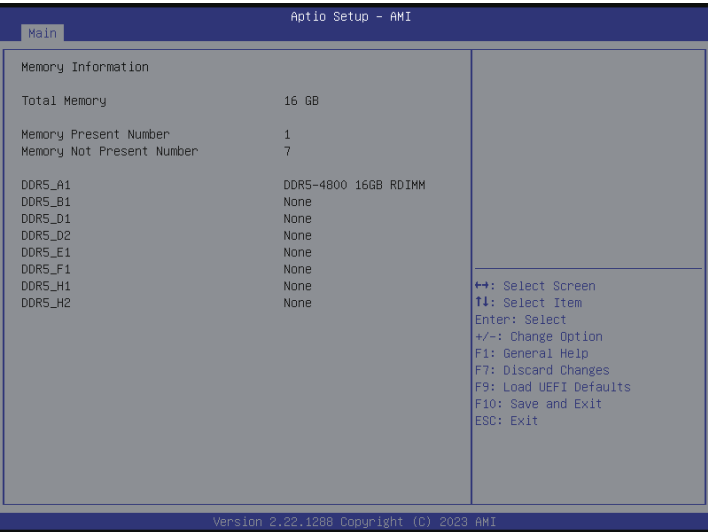 Aptio Setup – AMI
Main
Memory Information
Total Memory 16 GB
Memory Present Number 1
Memory Not Present Number 7
DDR5_A1 DDR5-4800 16GB RDIMM
DDR5_B1 None
DDR5_D1 None
DDR5_D2 None
DDR5_E1 None
DDR5_F1 None
DDR5_H1 None
DDR5_H2 None
↔: Select Screen
↑↓: Select Item
Enter: Select
+/-: Change Option
F1: General Help
F7: Discard Changes
F9: Load UEFI Defaults
F10: Save and Exit
ESC: Exit
Version 2.22.1288 Copyright (C) 2023 AMI